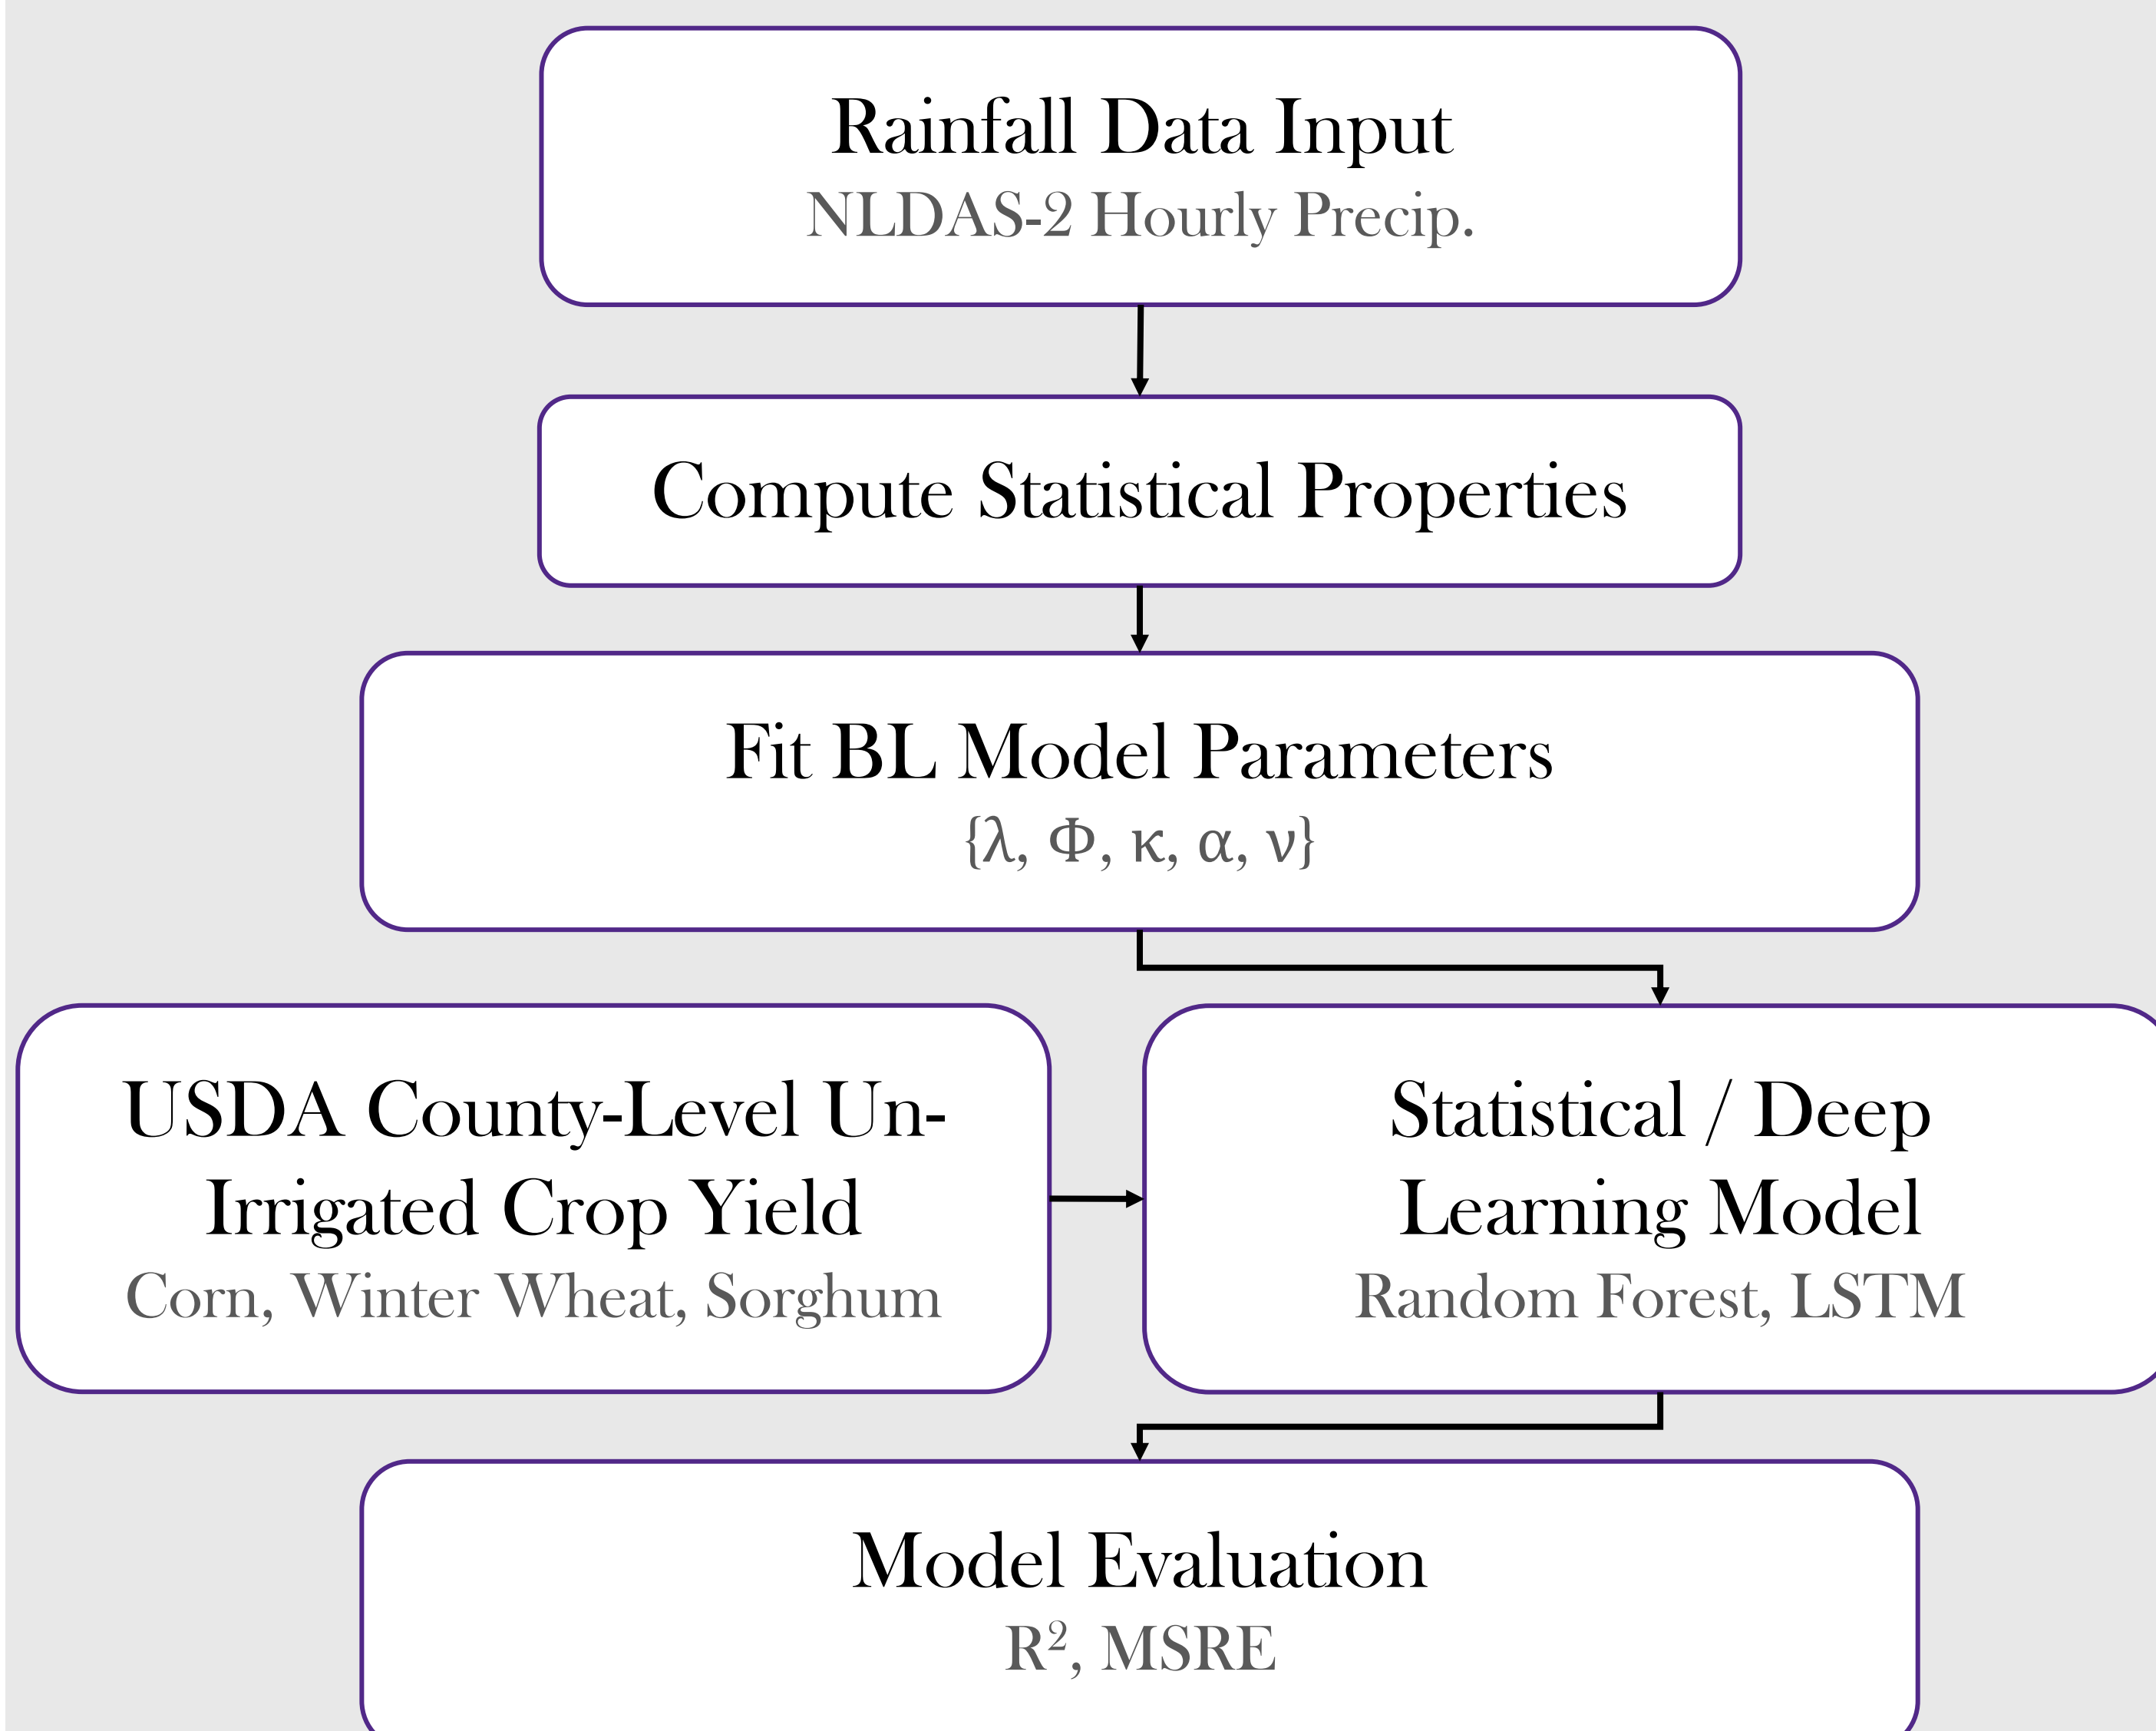 Rainfall Data Input
NLDAS-2 Hourly Precip.
Compute Statistical Properties
Fit BL Model Parameters
{λ, Φ, κ, α, ν}
USDA County-Level Un-
Irrigated Crop Yield
Corn, Winter Wheat, Sorghum
Statistical / Deep
Learning Model
Random Forest, LSTM
Model Evaluation
R², MSRE